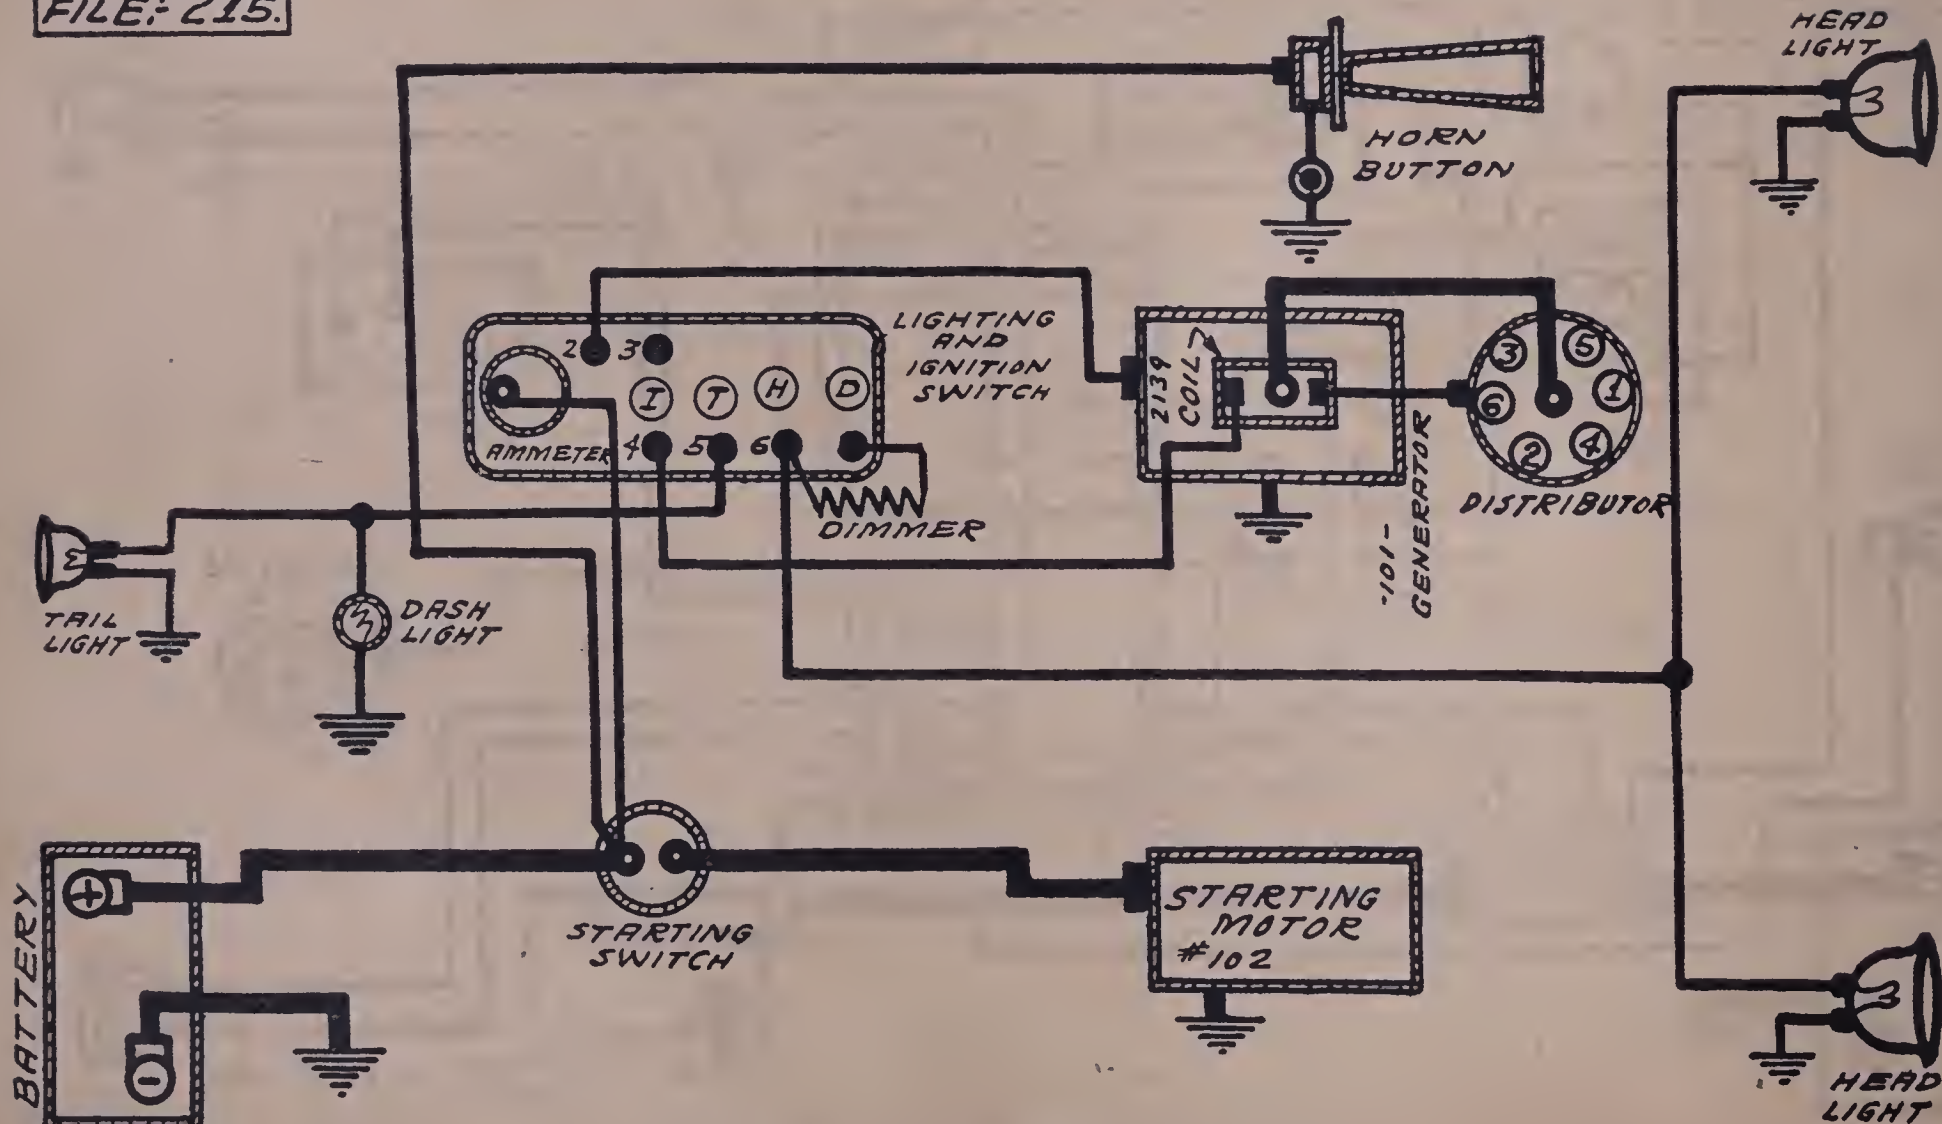 FILE:- 215.
HEAD
LIGHT
HORN
BUTTON
LIGHTING
AND
IGNITION
SWITCH
2 3
I T H D
AMMETER 4 5 6
DIMMER
2139
COIL
-101-
GENERATOR
3 5
6 1
2 4
DISTRIBUTOR
TAIL
LIGHT
DASH
LIGHT
BATTERY
+
-
STARTING
SWITCH
STARTING
MOTOR
#102
HEAD
LIGHT